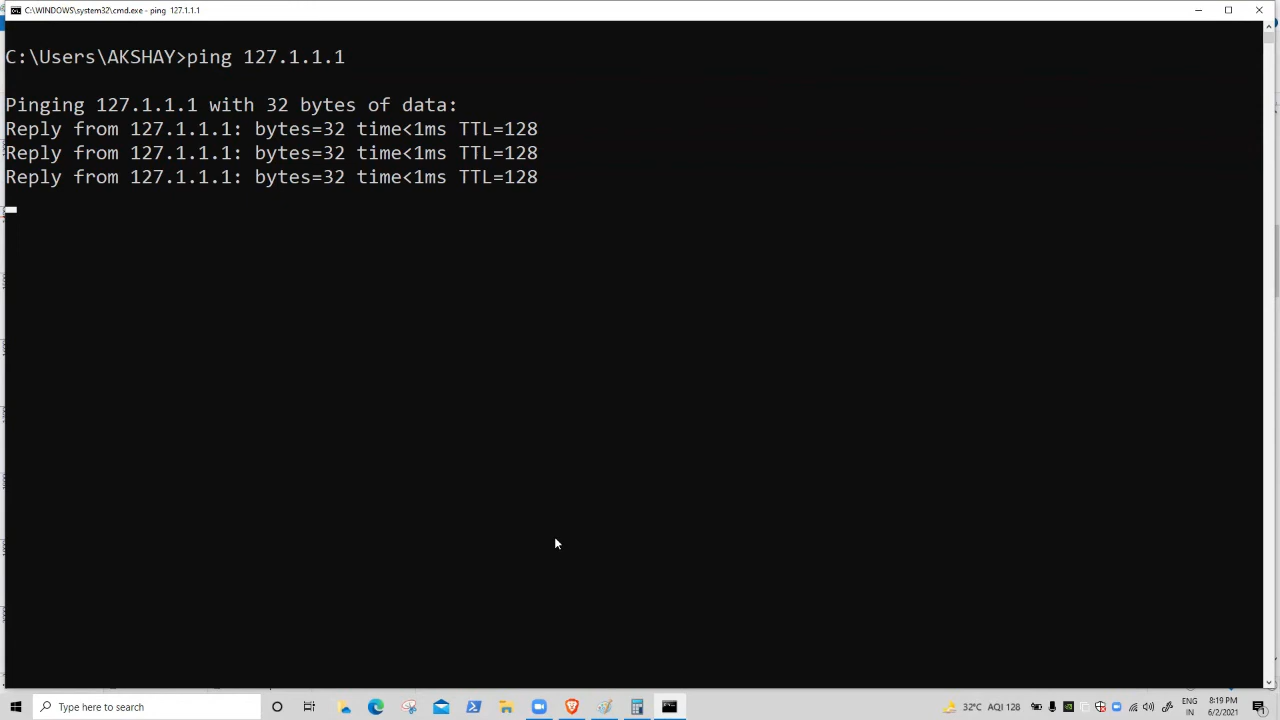 C:\WINDOWS\system32\cmd.exe - ping 127.1.1.1
C:\Users\AKSHAY>ping 127.1.1.1
Pinging 127.1.1.1 with 32 bytes of data:
Reply from 127.1.1.1: bytes=32 time<1ms TTL=128
Reply from 127.1.1.1: bytes=32 time<1ms TTL=128
Reply from 127.1.1.1: bytes=32 time<1ms TTL=128
Type here to search
32°C AQI 128
ENG
IN
8:19 PM
6/2/2021
1